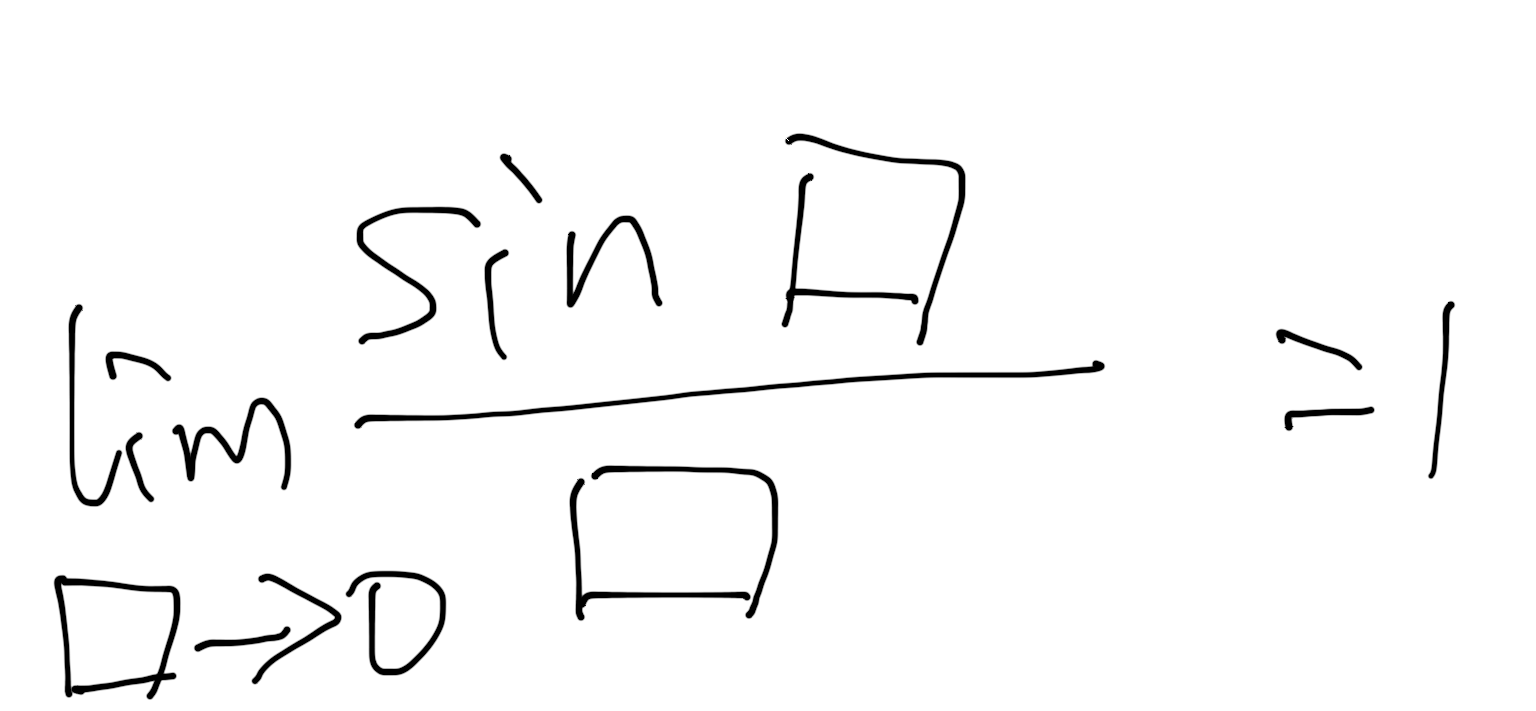 lim sin □ / □ = 1
□ → 0